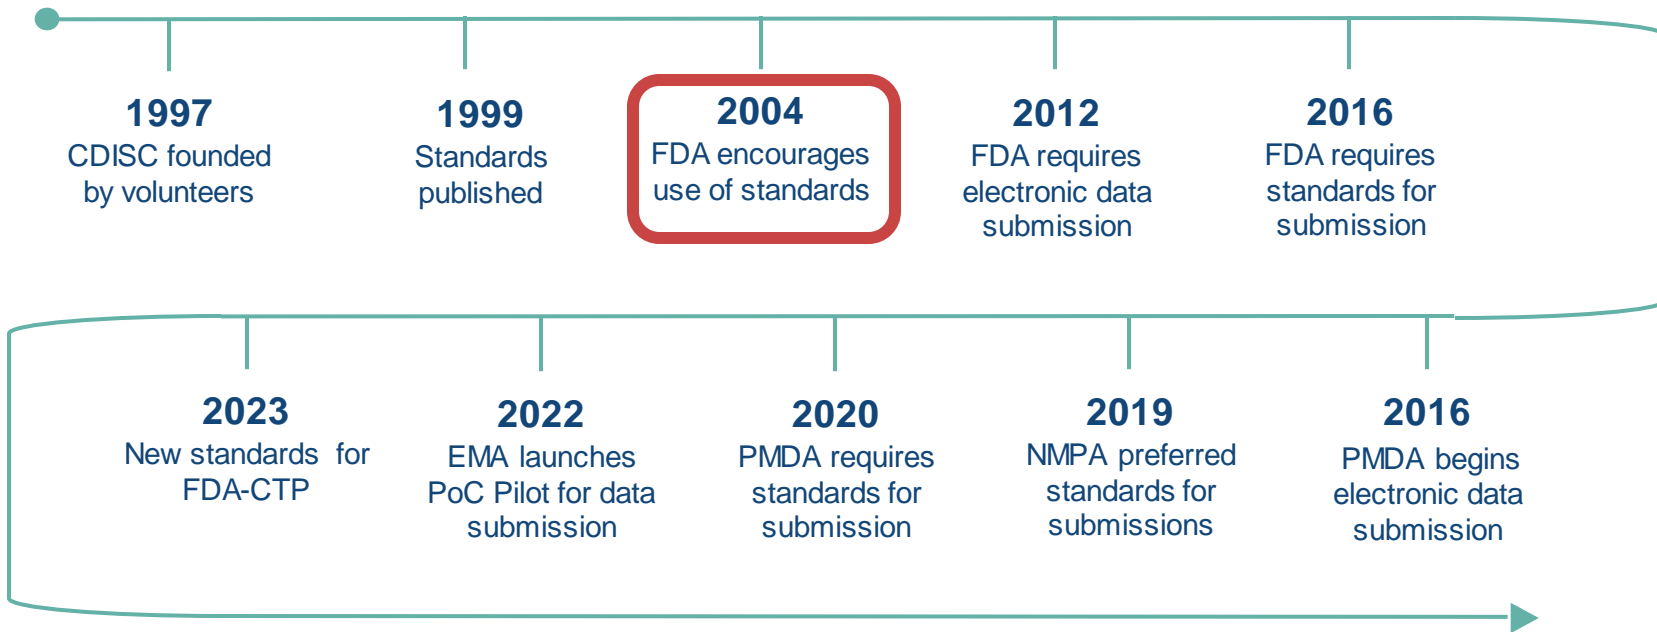 1997
CDISC founded
by volunteers
1999
Standards
published
2004
FDA encourages
use of standards
2012
FDA requires
electronic data
submission
2016
FDA requires
standards for
submission
2023
New standards for
FDA-CTP
2022
EMA launches
PoC Pilot for data
submission
2020
PMDA requires
standards for
submission
2019
NMPA preferred
standards for
submissions
2016
PMDA begins
electronic data
submission